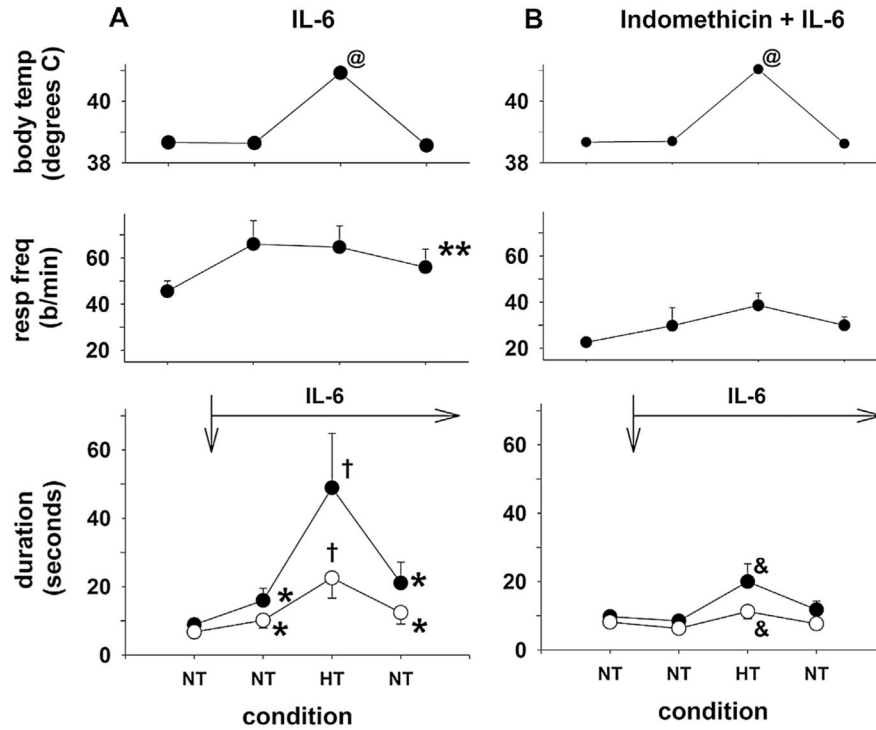 A
IL-6
B
Indomethicin + IL-6
body temp
(degrees C)
40
38
@
40
38
@
resp freq
(b/min)
60
40
20
**
60
40
20
duration
(seconds)
IL-6
60
40
20
0
†
†
*
*
*
*
NT
NT
HT
NT
condition
IL-6
60
40
20
0
&
&
NT
NT
HT
NT
condition